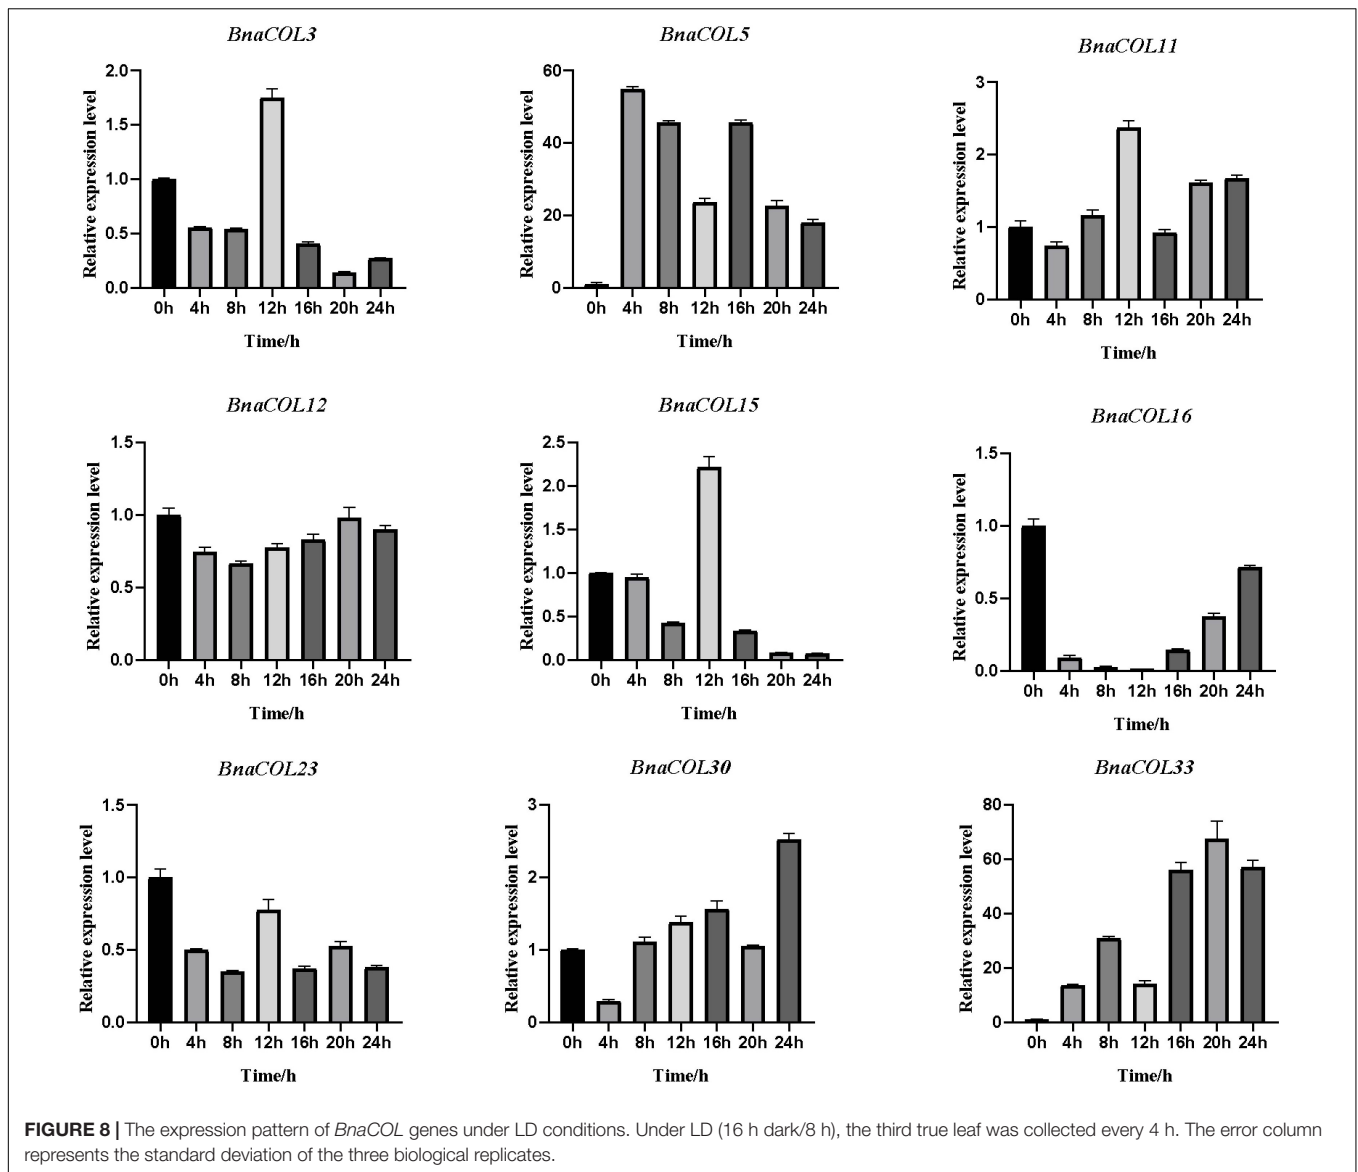 BnaCOL3
Relative expression level
2.0
1.5
1.0
0.5
0.0
0h 4h 8h 12h 16h 20h 24h
Time/h
BnaCOL5
Relative expression level
60
40
20
0
0h 4h 8h 12h 16h 20h 24h
Time/h
BnaCOL11
Relative expression level
3
2
1
0
0h 4h 8h 12h 16h 20h 24h
Time/h
BnaCOL12
Relative expression level
1.5
1.0
0.5
0.0
0h 4h 8h 12h 16h 20h 24h
Time/h
BnaCOL15
Relative expression level
2.5
2.0
1.5
1.0
0.5
0.0
0h 4h 8h 12h 16h 20h 24h
Time/h
BnaCOL16
Relative expression level
1.5
1.0
0.5
0.0
0h 4h 8h 12h 16h 20h 24h
Time/h
BnaCOL23
Relative expression level
1.5
1.0
0.5
0.0
0h 4h 8h 12h 16h 20h 24h
Time/h
BnaCOL30
Relative expression level
3
2
1
0
0h 4h 8h 12h 16h 20h 24h
Time/h
BnaCOL33
Relative expression level
80
60
40
20
0
0h 4h 8h 12h 16h 20h 24h
Time/h
FIGURE 8 | The expression pattern of BnaCOL genes under LD conditions. Under LD (16 h dark/8 h), the third true leaf was collected every 4 h. The error column
represents the standard deviation of the three biological replicates.